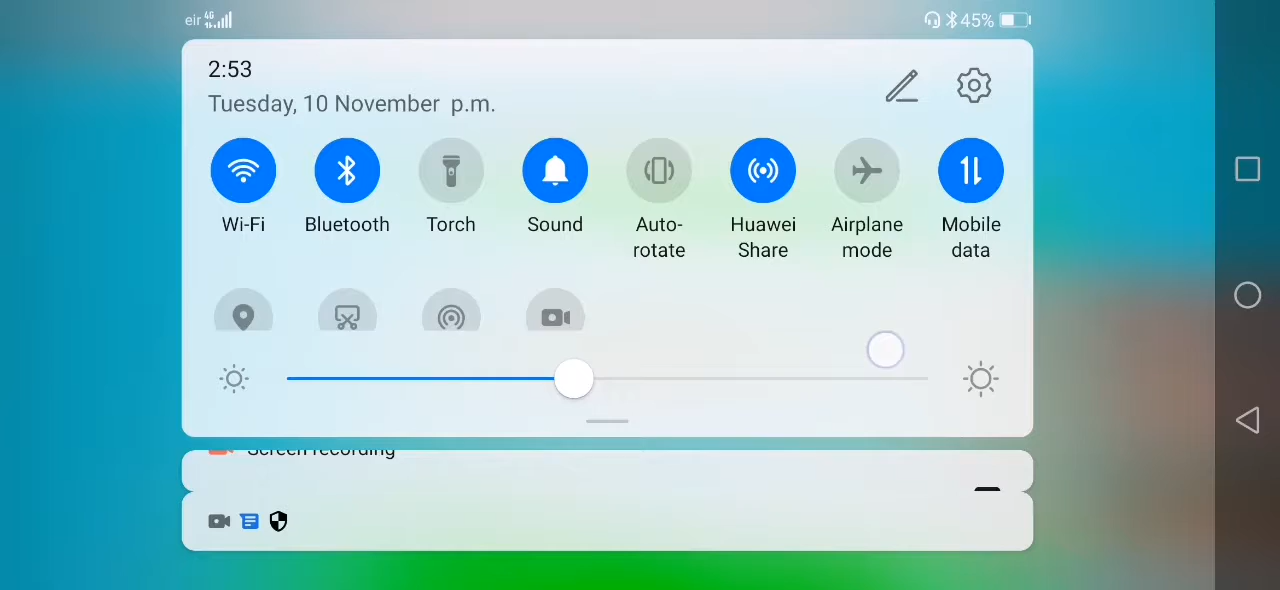 eir 4G 45%
2:53
Tuesday, 10 November p.m.
Wi-Fi Bluetooth Torch Sound Auto- Huawei Airplane Mobile
rotate Share mode data
Screen recording